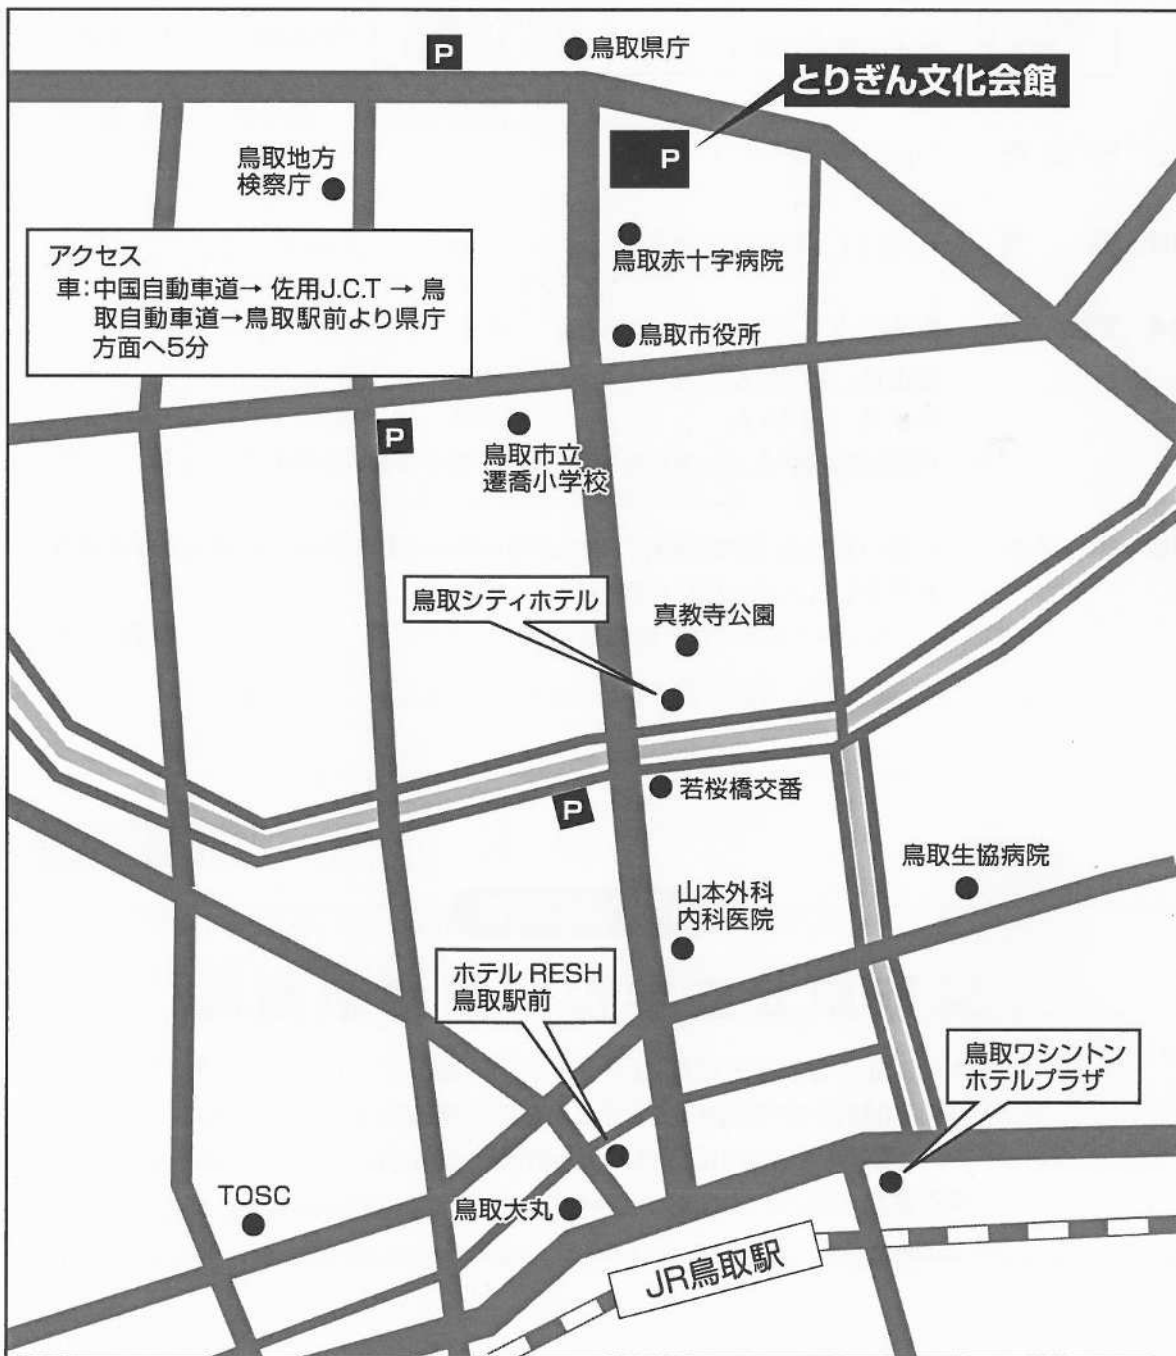 P
鳥取県庁
とりぎん文化会館
P
鳥取地方
検察庁
鳥取赤十字病院
アクセス
車:中国自動車道→ 佐用J.C.T → 鳥
取自動車道→鳥取駅前より県庁
方面へ5分
鳥取市役所
P
鳥取市立
遷喬小学校
鳥取シティホテル
真教寺公園
若桜橋交番
P
鳥取生協病院
山本外科
内科医院
ホテル RESH
鳥取駅前
鳥取ワシントン
ホテルプラザ
TOSC
鳥取大丸
JR鳥取駅